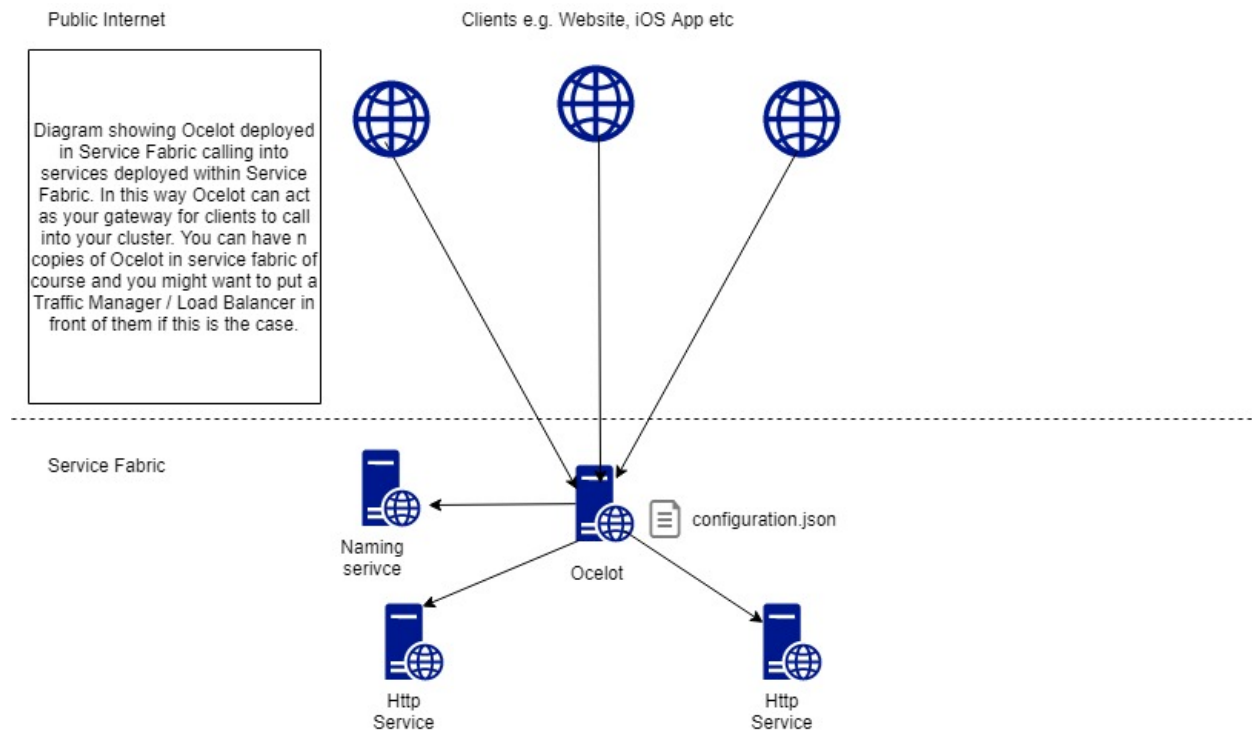 Public Internet
Clients e.g. Website, iOS App etc
Diagram showing Ocelot deployed
in Service Fabric calling into
services deployed within Service
Fabric. In this way Ocelot can act
as your gateway for clients to call
into your cluster. You can have n
copies of Ocelot in service fabric of
course and you might want to put a
Traffic Manager / Load Balancer in
front of them if this is the case.
Service Fabric
configuration.json
Naming
serivce
Ocelot
Http
Service
Http
Service